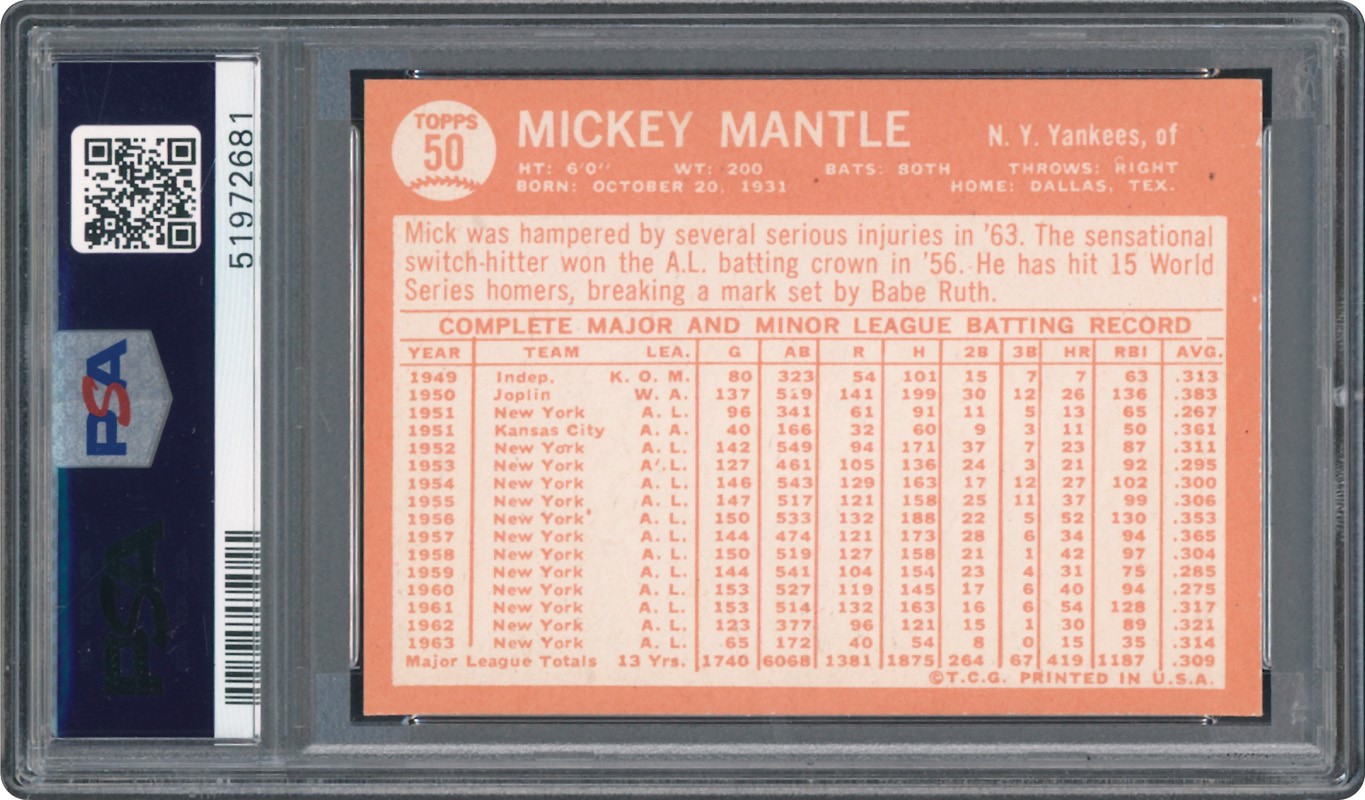 51972681
PSA
PSA
TOPPS
50
MICKEY MANTLE
N. Y. Yankees, of
HT: 6'0" WT: 200 BATS: BOTH THROWS: RIGHT
BORN: OCTOBER 20, 1931 HOME: DALLAS, TEX.
Mick was hampered by several serious injuries in '63. The sensational
switch-hitter won the A.L. batting crown in '56. He has hit 15 World
Series homers, breaking a mark set by Babe Ruth.
COMPLETE MAJOR AND MINOR LEAGUE BATTING RECORD
YEAR TEAM LEA. G AB R H 2B 3B HR RBI AVG.
1949 Indep. K. O. M. 80 323 54 101 15 7 7 63 .313
1950 Joplin W. A. 137 519 141 199 30 12 26 136 .383
1951 New York A. L. 96 341 61 91 11 5 13 65 .267
1951 Kansas City A. A. 40 166 32 60 9 3 11 50 .361
1952 New York A. L. 142 549 94 171 37 7 23 87 .311
1953 New York A. L. 127 461 105 136 24 3 21 92 .295
1954 New York A. L. 146 543 129 163 17 12 27 102 .300
1955 New York A. L. 147 517 121 158 25 11 37 99 .306
1956 New York A. L. 150 533 132 188 22 5 52 130 .353
1957 New York A. L. 144 474 121 173 28 6 34 94 .365
1958 New York A. L. 150 519 127 158 21 1 42 97 .304
1959 New York A. L. 144 541 104 154 23 4 31 75 .285
1960 New York A. L. 153 527 119 145 17 6 40 94 .275
1961 New York A. L. 153 514 132 163 16 6 54 128 .317
1962 New York A. L. 123 377 96 121 15 1 30 89 .321
1963 New York A. L. 65 172 40 54 8 0 15 35 .314
Major League Totals 13 Yrs. 1740 6068 1381 1875 264 67 419 1187 .309
©T.C.G. PRINTED IN U.S.A.